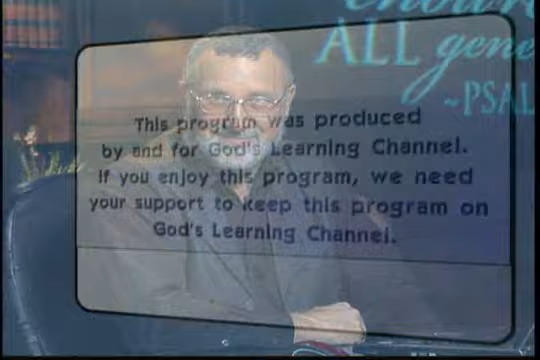 endure
ALL gene
~PSAL
This program was produced
by and for God's Learning Channel.
If you enjoy this program, we need
your support to keep this program on
God's Learning Channel.